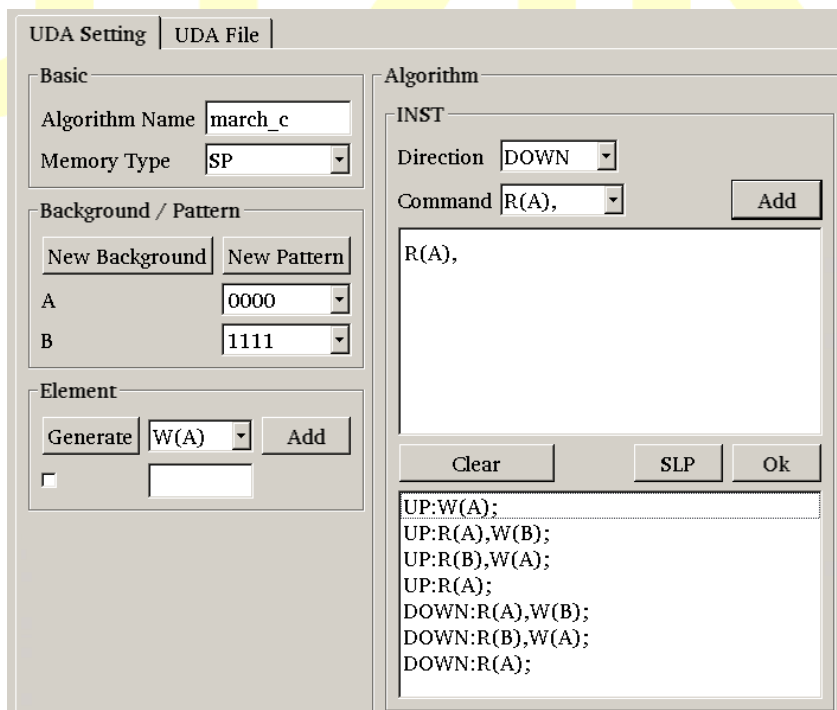 UDA Setting UDA File
Basic
Algorithm Name march_c
Memory Type SP
Background / Pattern
New Background New Pattern
A 0000
B 1111
Element
Generate W(A) Add
Algorithm
INST
Direction DOWN
Command R(A), Add
R(A),
Clear SLP Ok
UP:W(A);
UP:R(A),W(B);
UP:R(B),W(A);
UP:R(A);
DOWN:R(A),W(B);
DOWN:R(B),W(A);
DOWN:R(A);